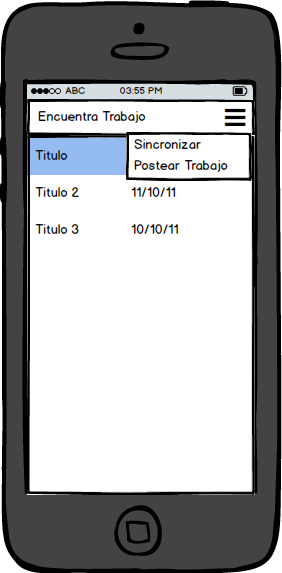 ABC 03:55 PM
Encuentra Trabajo
Sincronizar
Postear Trabajo
Titulo
Titulo 2 11/10/11
Titulo 3 10/10/11